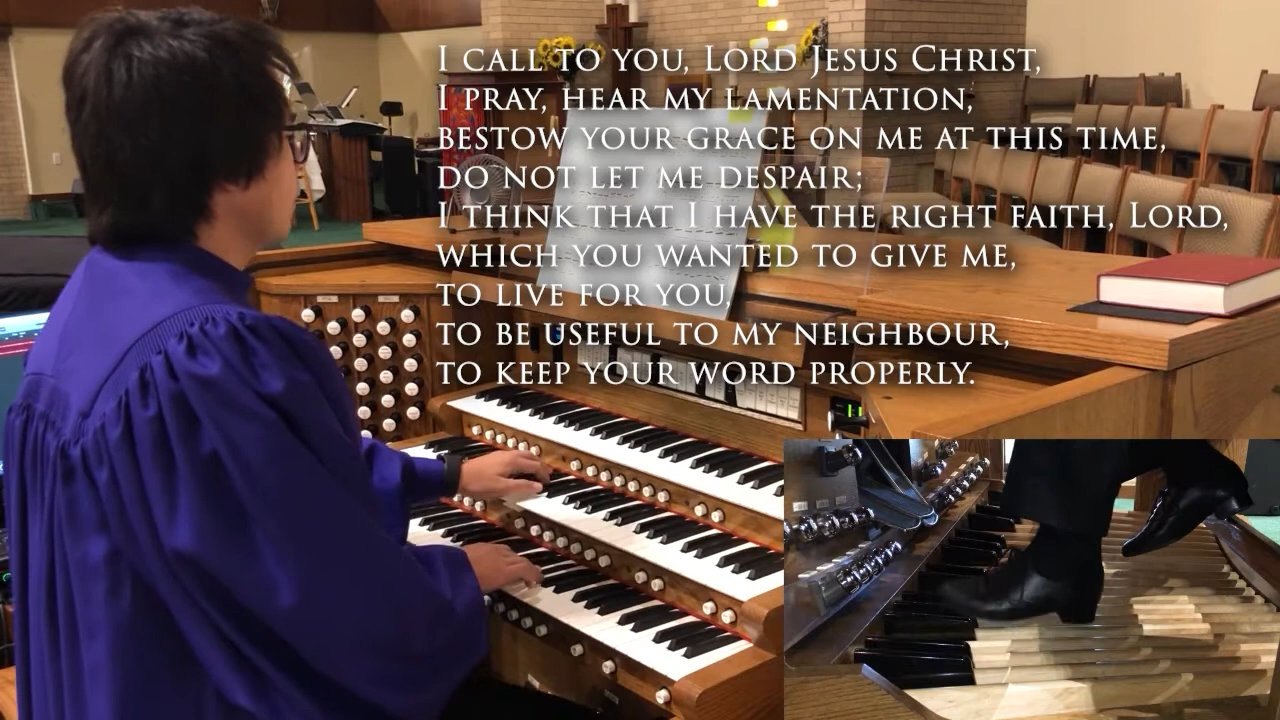 I call to you, Lord Jesus Christ,
I pray, hear my lamentation,
bestow your grace on me at this time,
do not let me despair;
I think that I have the right faith, Lord,
which you wanted to give me,
to live for you,
to be useful to my neighbour,
to keep your word properly.